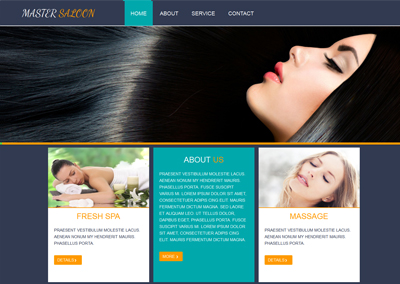 MASTER SALOON
HOME ABOUT SERVICE CONTACT
FRESH SPA
PRAESENT VESTIBULUM MOLESTIE LACUS.
AENEAN NONUM MY HENDRERIT MAURIS
PHASELLUS PORTA.
DETAILS
ABOUT US
PRAESENT VESTIBULUM MOLESTIE LACUS.
AENEAN NONUM MY HENDRERIT MAURIS
PHASELLUS PORTA. FUSCE SUSCIPIT
VARIUS MI. LOREM IPSUM DOLOR SIT AMET,
CONSECTETUER ADIPIS CING ELIT. MAURIS
FERMENTUM DICTUM MAGNA. SED LAORE
ET ALIQUAM LEO. UT TELLUS DOLOR,
DAPIBUS EGET, PHASELLUS PORTA. FUSCE
SUSCIPIT VARIUS MI. LOREM IPSUM DOLOR
SIT AMET, CONSECTETUER ADIPIS CING
ELIT. MAURIS FERMENTUM DICTUM MAGNA.
MORE
MASSAGE
PRAESENT VESTIBULUM MOLESTIE LACUS.
AENEAN NONUM MY HENDRERIT MAURIS
PHASELLUS PORTA.
DETAILS